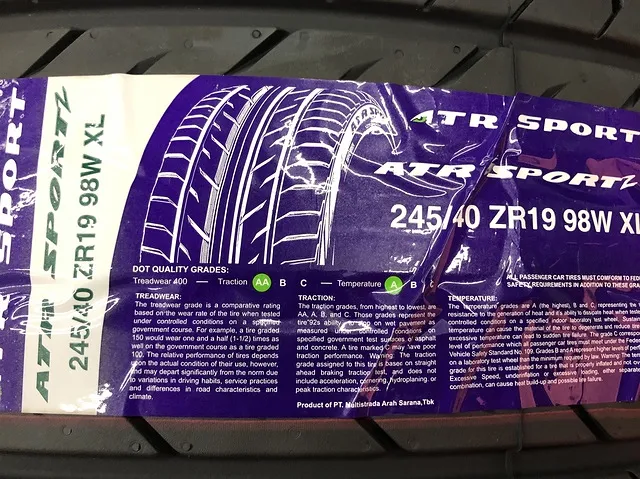 ATR SPORT
ATR SPORT 2
245/40 ZR19 98W XL
ATR SPORT
ATR SPORT 2
245/40 ZR19 98W XL
DOT QUALITY GRADES:
Treadwear 400 — Traction AA B C — Temperature A B
ALL PASSENGER CAR TIRES MUST CONFORM TO FED
SAFETY REQUIREMENTS IN ADDITION TO THESE GRA
TREADWEAR:
The treadwear grade is a comparative rating
based on the wear rate of the tire when tested
under controlled conditions on a specified
government course. For example, a tire graded
150 would wear one and a half (1-1/2) times as
well on the government course as a tire graded
100. The relative performance of tires depends
upon the actual condition of their use, however,
and may depart significantly from the norm due
to variations in driving habits, service practices
and differences in road characteristics and
climate.
TRACTION:
The traction grades, from highest to lowest, are
AA, A, B, and C. Those grades represent the
tire'92s ability to stop on wet pavement as
measured under controlled conditions on
specified government test surfaces of asphalt
and concrete. A tire marked C may have poor
traction performance. Warning: The traction
grade assigned to this tire is based on straight
ahead braking traction test, and does not
include acceleration, cornering, hydroplaning, or
peak traction characteristics.
Product of PT. Multistrada Arah Sarana,Tbk
TEMPERATURE:
The temperature grades are A (the highest), B and C, representing the
resistance to the generation of heat and it's ability to dissipate heat when tested
controlled conditions on a specified indoor laboratory test wheel. Sustain
temperature can cause the material of the tire to degenerate and reduce
excessive temperature can lead to sudden tire failure. The grade C correspo
level of performance which all passenger car tires must meet under the Federal
Vehicle Safety Standard No. 109. Grades B and A represent higher levels of perf
on a laboratory test wheel than the minimum required by law. Warning: The tem
grade for this tire is established for a tire that is properly inflated and
Excessive Speed, underinflation or excessive loading, either separate
combination, can cause heat build-up and possible tire failure.